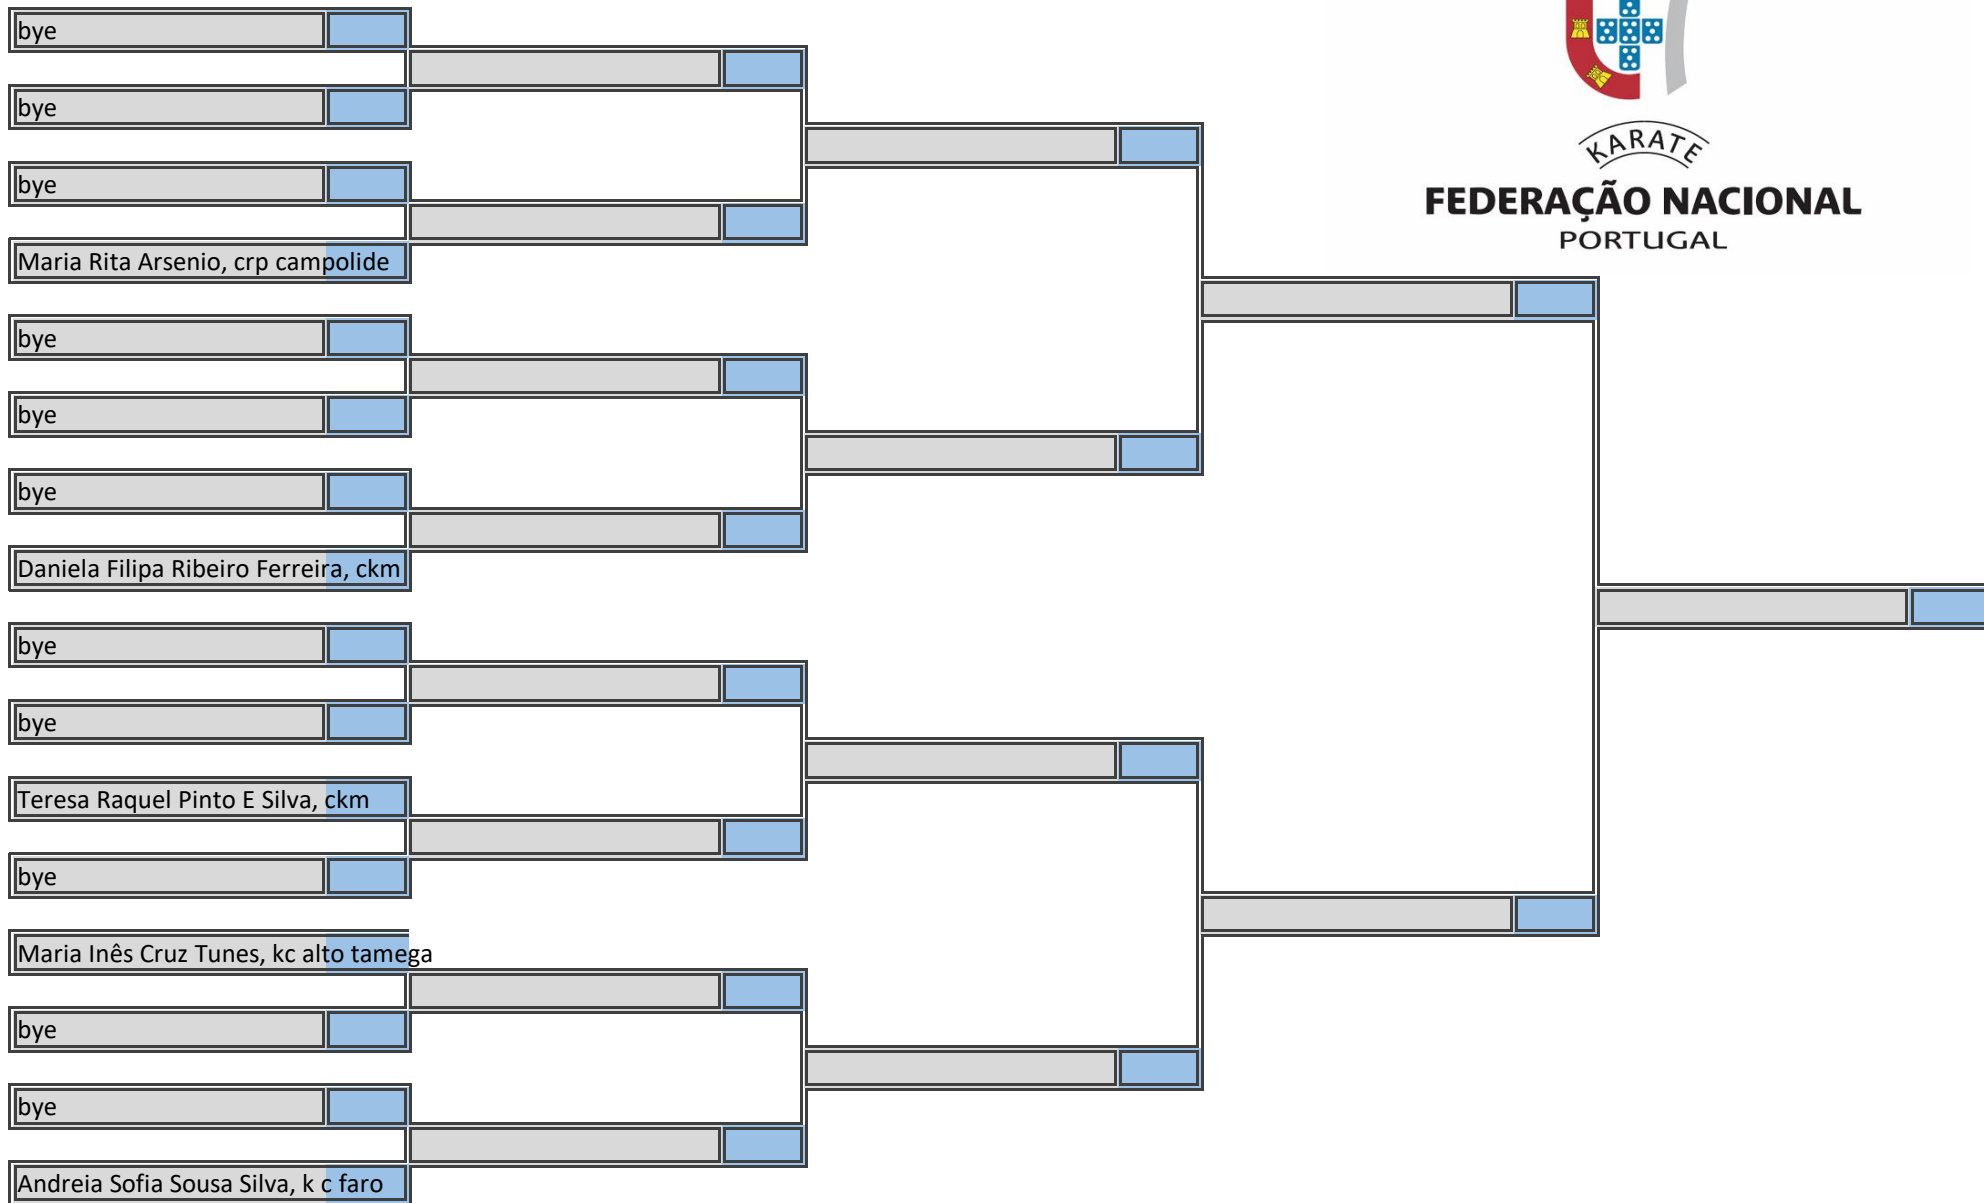 bye
bye
bye
Maria Rita Arsenio, crp campolide
bye
bye
bye
Daniela Filipa Ribeiro Ferreira, ckm
bye
bye
Teresa Raquel Pinto E Silva, ckm
bye
Maria Inês Cruz Tunes, kc alto tamega
bye
bye
Andreia Sofia Sousa Silva, k c faro
KARATE
FEDERAÇÃO NACIONAL
PORTUGAL